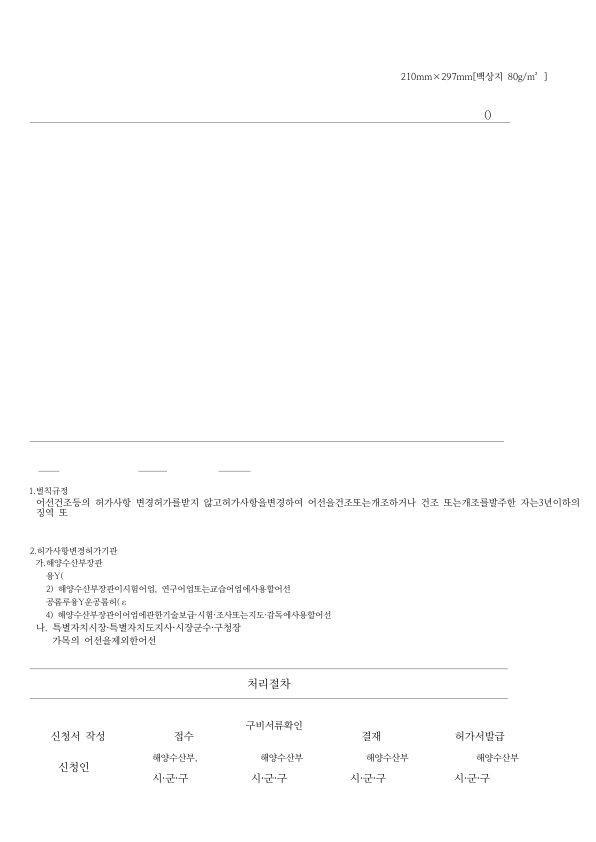 210mm×297mm[백상지 80g/m² ]
()
1.벌칙규정
어선건조등의 허가사항 변경허가를받지 않고허가사항을변경하여 어선을건조또는개조하거나 건조 또는개조를발주한 자는3년이하의
징역 또
2.허가사항변경허가기관
가.해양수산부장관
융Y(
2) 해양수산부장관이시험어업, 연구어업또는교습어업에사용할어선
공롬루융Y운공롬허( ε
4) 해양수산부장관이어업에관한기술보급·시험·조사또는지도·감독에사용할어선
나. 특별자치시장·특별자치도지사·시장군수·구청장
가목의 어선을제외한어선
처리절차
구비서류확인
신청서 작성 접수 결재 허가서발급
신청인 해양수산부, 해양수산부 해양수산부 해양수산부
시·군·구 시·군·구 시·군·구 시·군·구